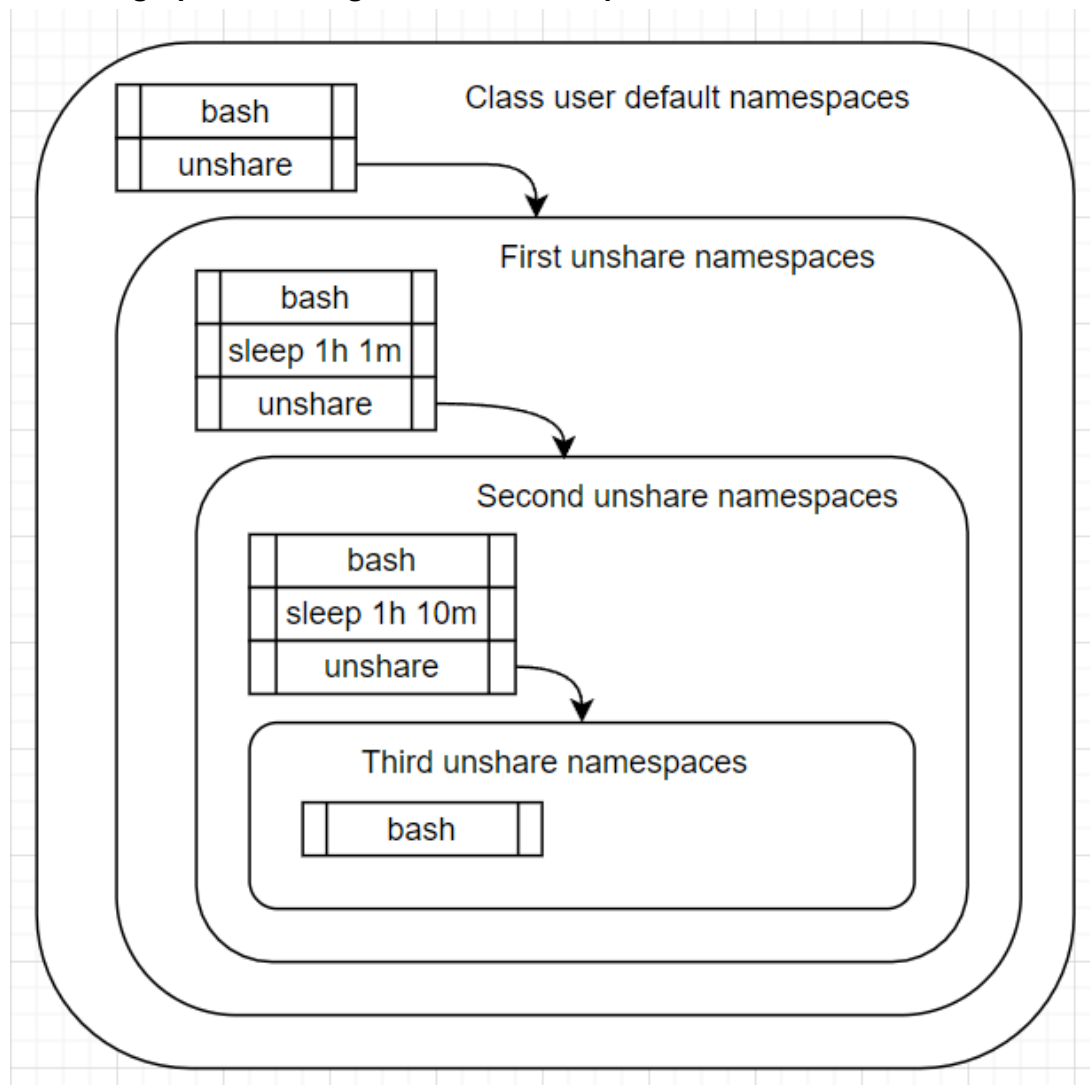 bash
Class user default namespaces
unshare
First unshare namespaces
bash
sleep 1h 1m
unshare
Second unshare namespaces
bash
sleep 1h 10m
unshare
Third unshare namespaces
bash